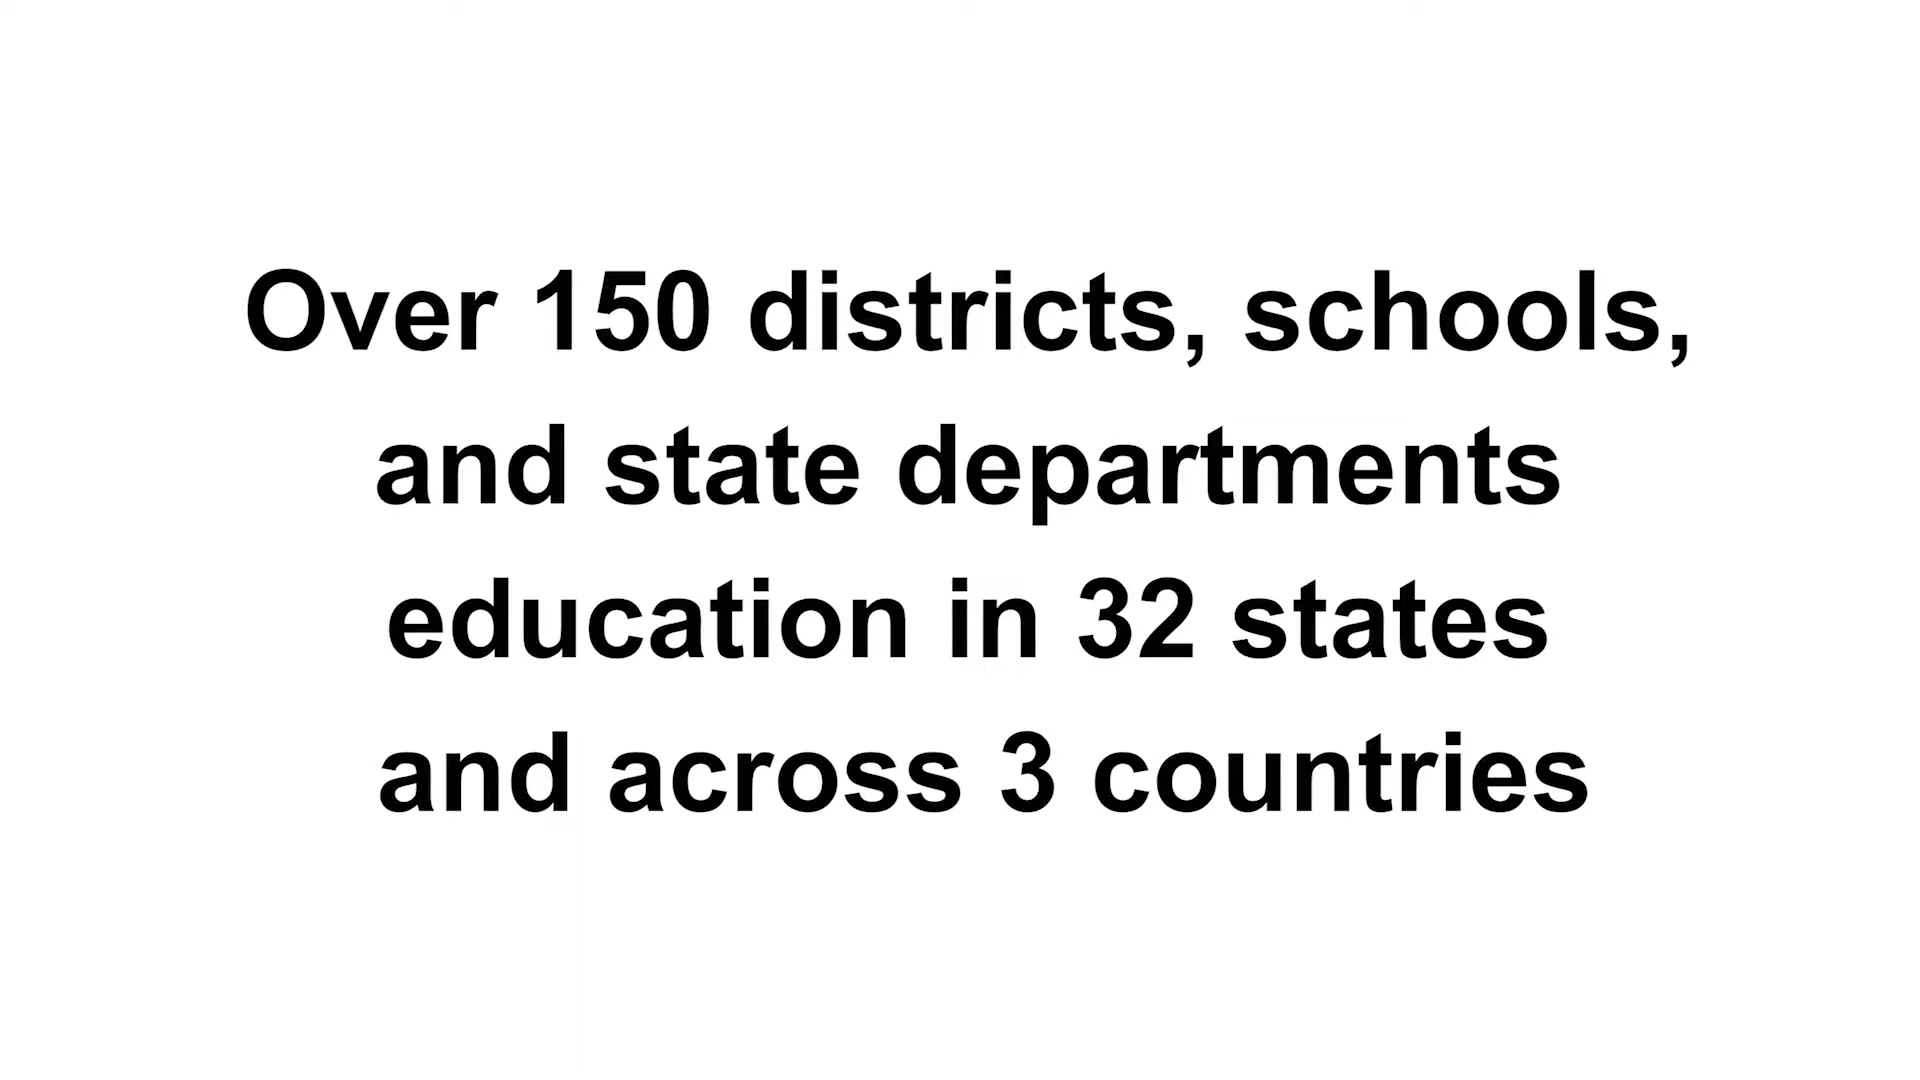 Over 150 districts, schools,
and state departments
education in 32 states
and across 3 countries